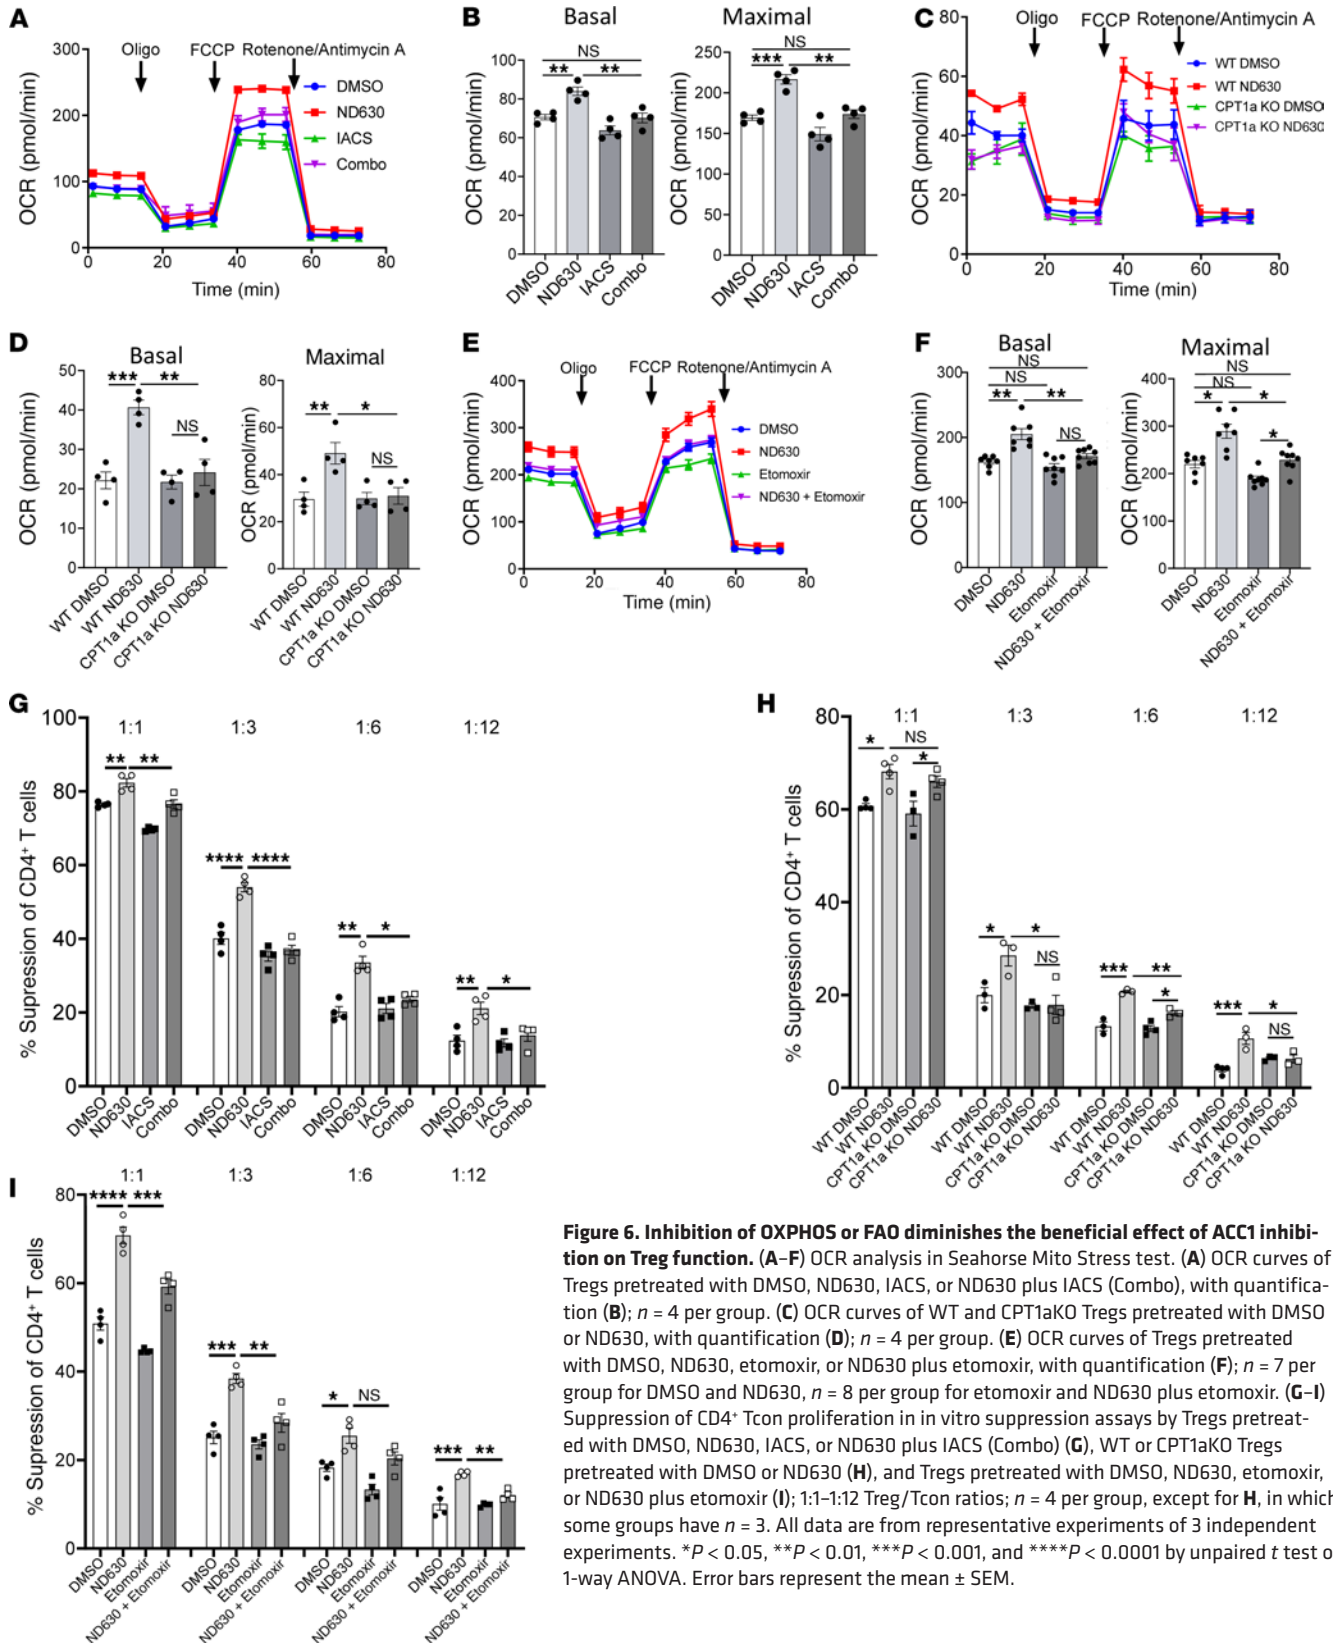 A
Oligo
FCCP
Rotenone/Antimycin A
OCR (pmol/min)
300
200
100
0
DMSO
ND630
IACS
Combo
0 20 40 60 80
Time (min)
B
Basal
Maximal
NS
** **
NS
*** **
OCR (pmol/min)
100
80
60
40
20
0
OCR (pmol/min)
250
200
150
100
50
0
DMSO
ND630
IACS
Combo
DMSO
ND630
IACS
Combo
C
Oligo
FCCP
Rotenone/Antimycin A
OCR (pmol/min)
80
60
40
20
0
WT DMSO
WT ND630
CPT1a KO DMSO
CPT1a KO ND630
0 20 40 60 80
Time (min)
D
Basal
Maximal
*** **
NS
** *
NS
OCR (pmol/min)
50
40
30
20
10
0
OCR (pmol/min)
80
60
40
20
0
WT DMSO
WT ND630
CPT1a KO DMSO
CPT1a KO ND630
WT DMSO
WT ND630
CPT1a KO DMSO
CPT1a KO ND630
E
Oligo
FCCP
Rotenone/Antimycin A
OCR (pmol/min)
400
300
200
100
0
DMSO
ND630
Etomoxir
ND630 + Etomoxir
0 20 40 60 80
Time (min)
F
Basal
Maximal
NS
NS
** **
NS
NS
NS
* *
*
OCR (pmol/min)
300
200
100
0
OCR (pmol/min)
400
300
200
100
0
DMSO
ND630
Etomoxir
ND630 + Etomoxir
DMSO
ND630
Etomoxir
ND630 + Etomoxir
G
1:1 1:3 1:6 1:12
% Supression of CD4⁺ T cells
100
80
60
40
20
0
** **
**** ****
** *
** *
DMSO
ND630
IACS
Combo
DMSO
ND630
IACS
Combo
DMSO
ND630
IACS
Combo
DMSO
ND630
IACS
Combo
H
1:1 1:3 1:6 1:12
% Supression of CD4⁺ T cells
80
60
40
20
0
* NS
*
* *
NS
*** **
*
*** *
NS
WT DMSO
WT ND630
CPT1a KO DMSO
CPT1a KO ND630
WT DMSO
WT ND630
CPT1a KO DMSO
CPT1a KO ND630
WT DMSO
WT ND630
CPT1a KO DMSO
CPT1a KO ND630
WT DMSO
WT ND630
CPT1a KO DMSO
CPT1a KO ND630
I
1:1 1:3 1:6 1:12
% Supression of CD4⁺ T cells
80
60
40
20
0
**** ***
*** **
* NS
*** **
DMSO
ND630
Etomoxir
ND630 + Etomoxir
DMSO
ND630
Etomoxir
ND630 + Etomoxir
DMSO
ND630
Etomoxir
ND630 + Etomoxir
DMSO
ND630
Etomoxir
ND630 + Etomoxir
Figure 6. Inhibition of OXPHOS or FAO diminishes the beneficial effect of ACC1 inhibi-
tion on Treg function. (A–F) OCR analysis in Seahorse Mito Stress test. (A) OCR curves of
Tregs pretreated with DMSO, ND630, IACS, or ND630 plus IACS (Combo), with quantifica-
tion (B); n = 4 per group. (C) OCR curves of WT and CPT1aKO Tregs pretreated with DMSO
or ND630, with quantification (D); n = 4 per group. (E) OCR curves of Tregs pretreated
with DMSO, ND630, etomoxir, or ND630 plus etomoxir, with quantification (F); n = 7 per
group for DMSO and ND630, n = 8 per group for etomoxir and ND630 plus etomoxir. (G–I)
Suppression of CD4⁺ Tcon proliferation in in vitro suppression assays by Tregs pretreat-
ed with DMSO, ND630, IACS, or ND630 plus IACS (Combo) (G), WT or CPT1aKO Tregs
pretreated with DMSO or ND630 (H), and Tregs pretreated with DMSO, ND630, etomoxir,
or ND630 plus etomoxir (I); 1:1–1:12 Treg/Tcon ratios; n = 4 per group, except for H, in which
some groups have n = 3. All data are from representative experiments of 3 independent
experiments. *P < 0.05, **P < 0.01, ***P < 0.001, and ****P < 0.0001 by unpaired t test o
1-way ANOVA. Error bars represent the mean ± SEM.